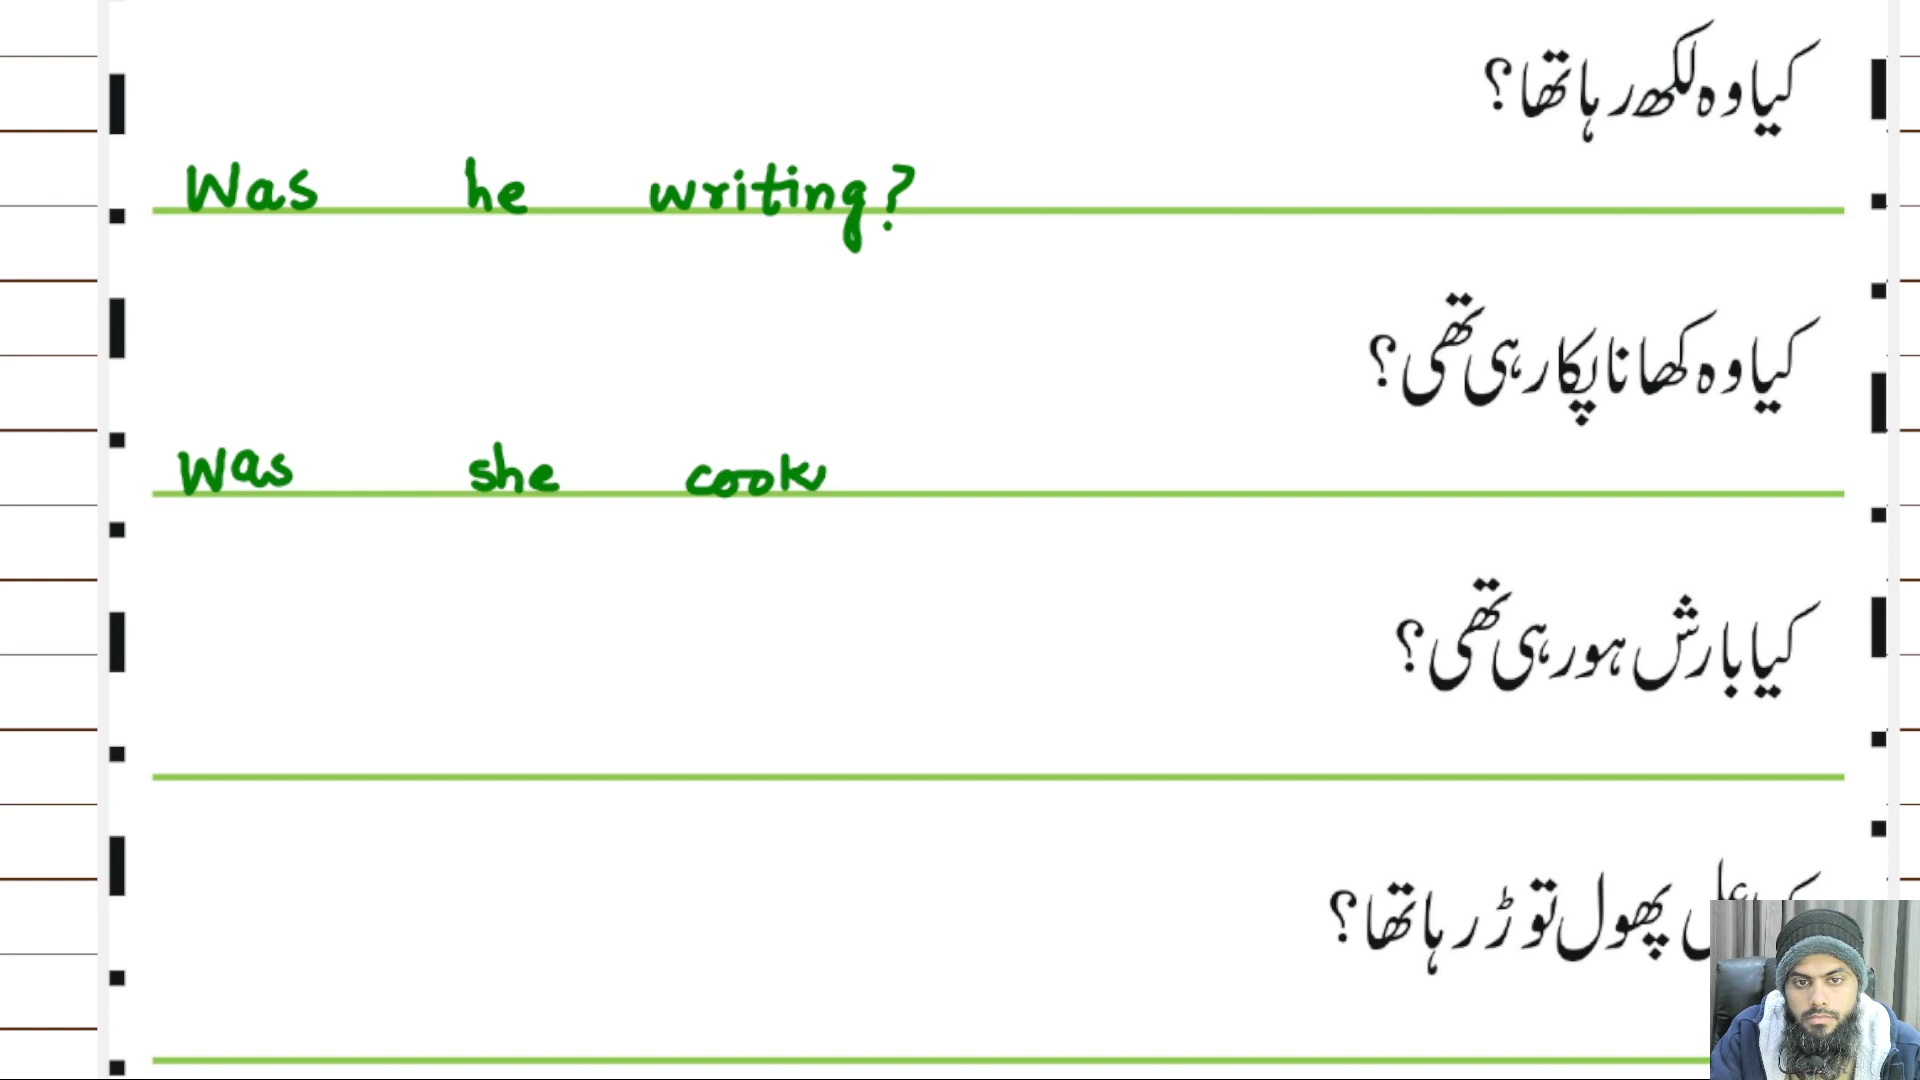 کیا وہ لکھ رہا تھا؟
Was he writing?
کیا وہ کھانا پکا رہی تھی؟
Was she cook
کیا بارش ہو رہی تھی؟
پھول توڑ رہا تھا؟